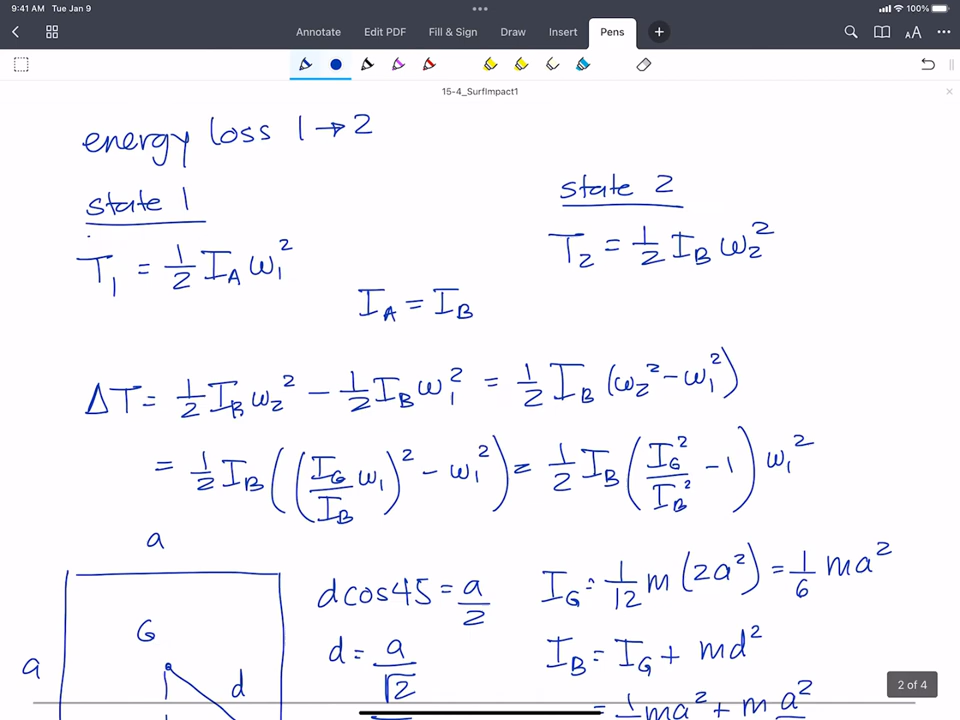 9:41 AM Tue Jan 9
100%
Annotate Edit PDF Fill & Sign Draw Insert Pens
AA
15-4_SurfImpact1
energy loss 1 → 2
state 1
state 2
T₁ = 1/2 I_A ω₁²
T₂ = 1/2 I_B ω₂²
I_A = I_B
ΔT = 1/2 I_B ω₂² − 1/2 I_B ω₁² = 1/2 I_B (ω₂² − ω₁²)
= 1/2 I_B ((I_G/I_B ω₁)² − ω₁²) = 1/2 I_B (I_G²/I_B² − 1) ω₁²
a
d cos45 = a/2
I_G = 1/12 m (2a²) = 1/6 ma²
G
d = a/√2
I_B = I_G + md²
a
d
= 1/ ma² + m a²/
2 of 4